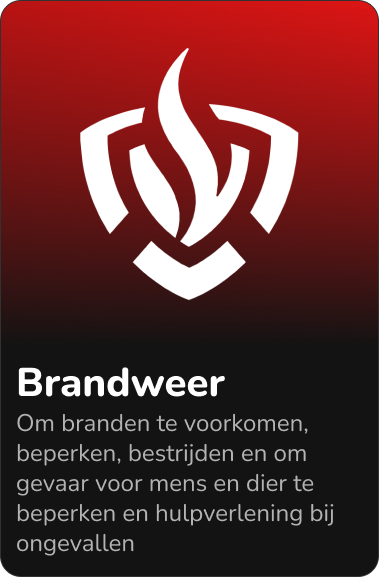 Brandweer
Om branden te voorkomen,
beperken, bestrijden en om
gevaar voor mens en dier te
beperken en hulpverlening bij
ongevallen